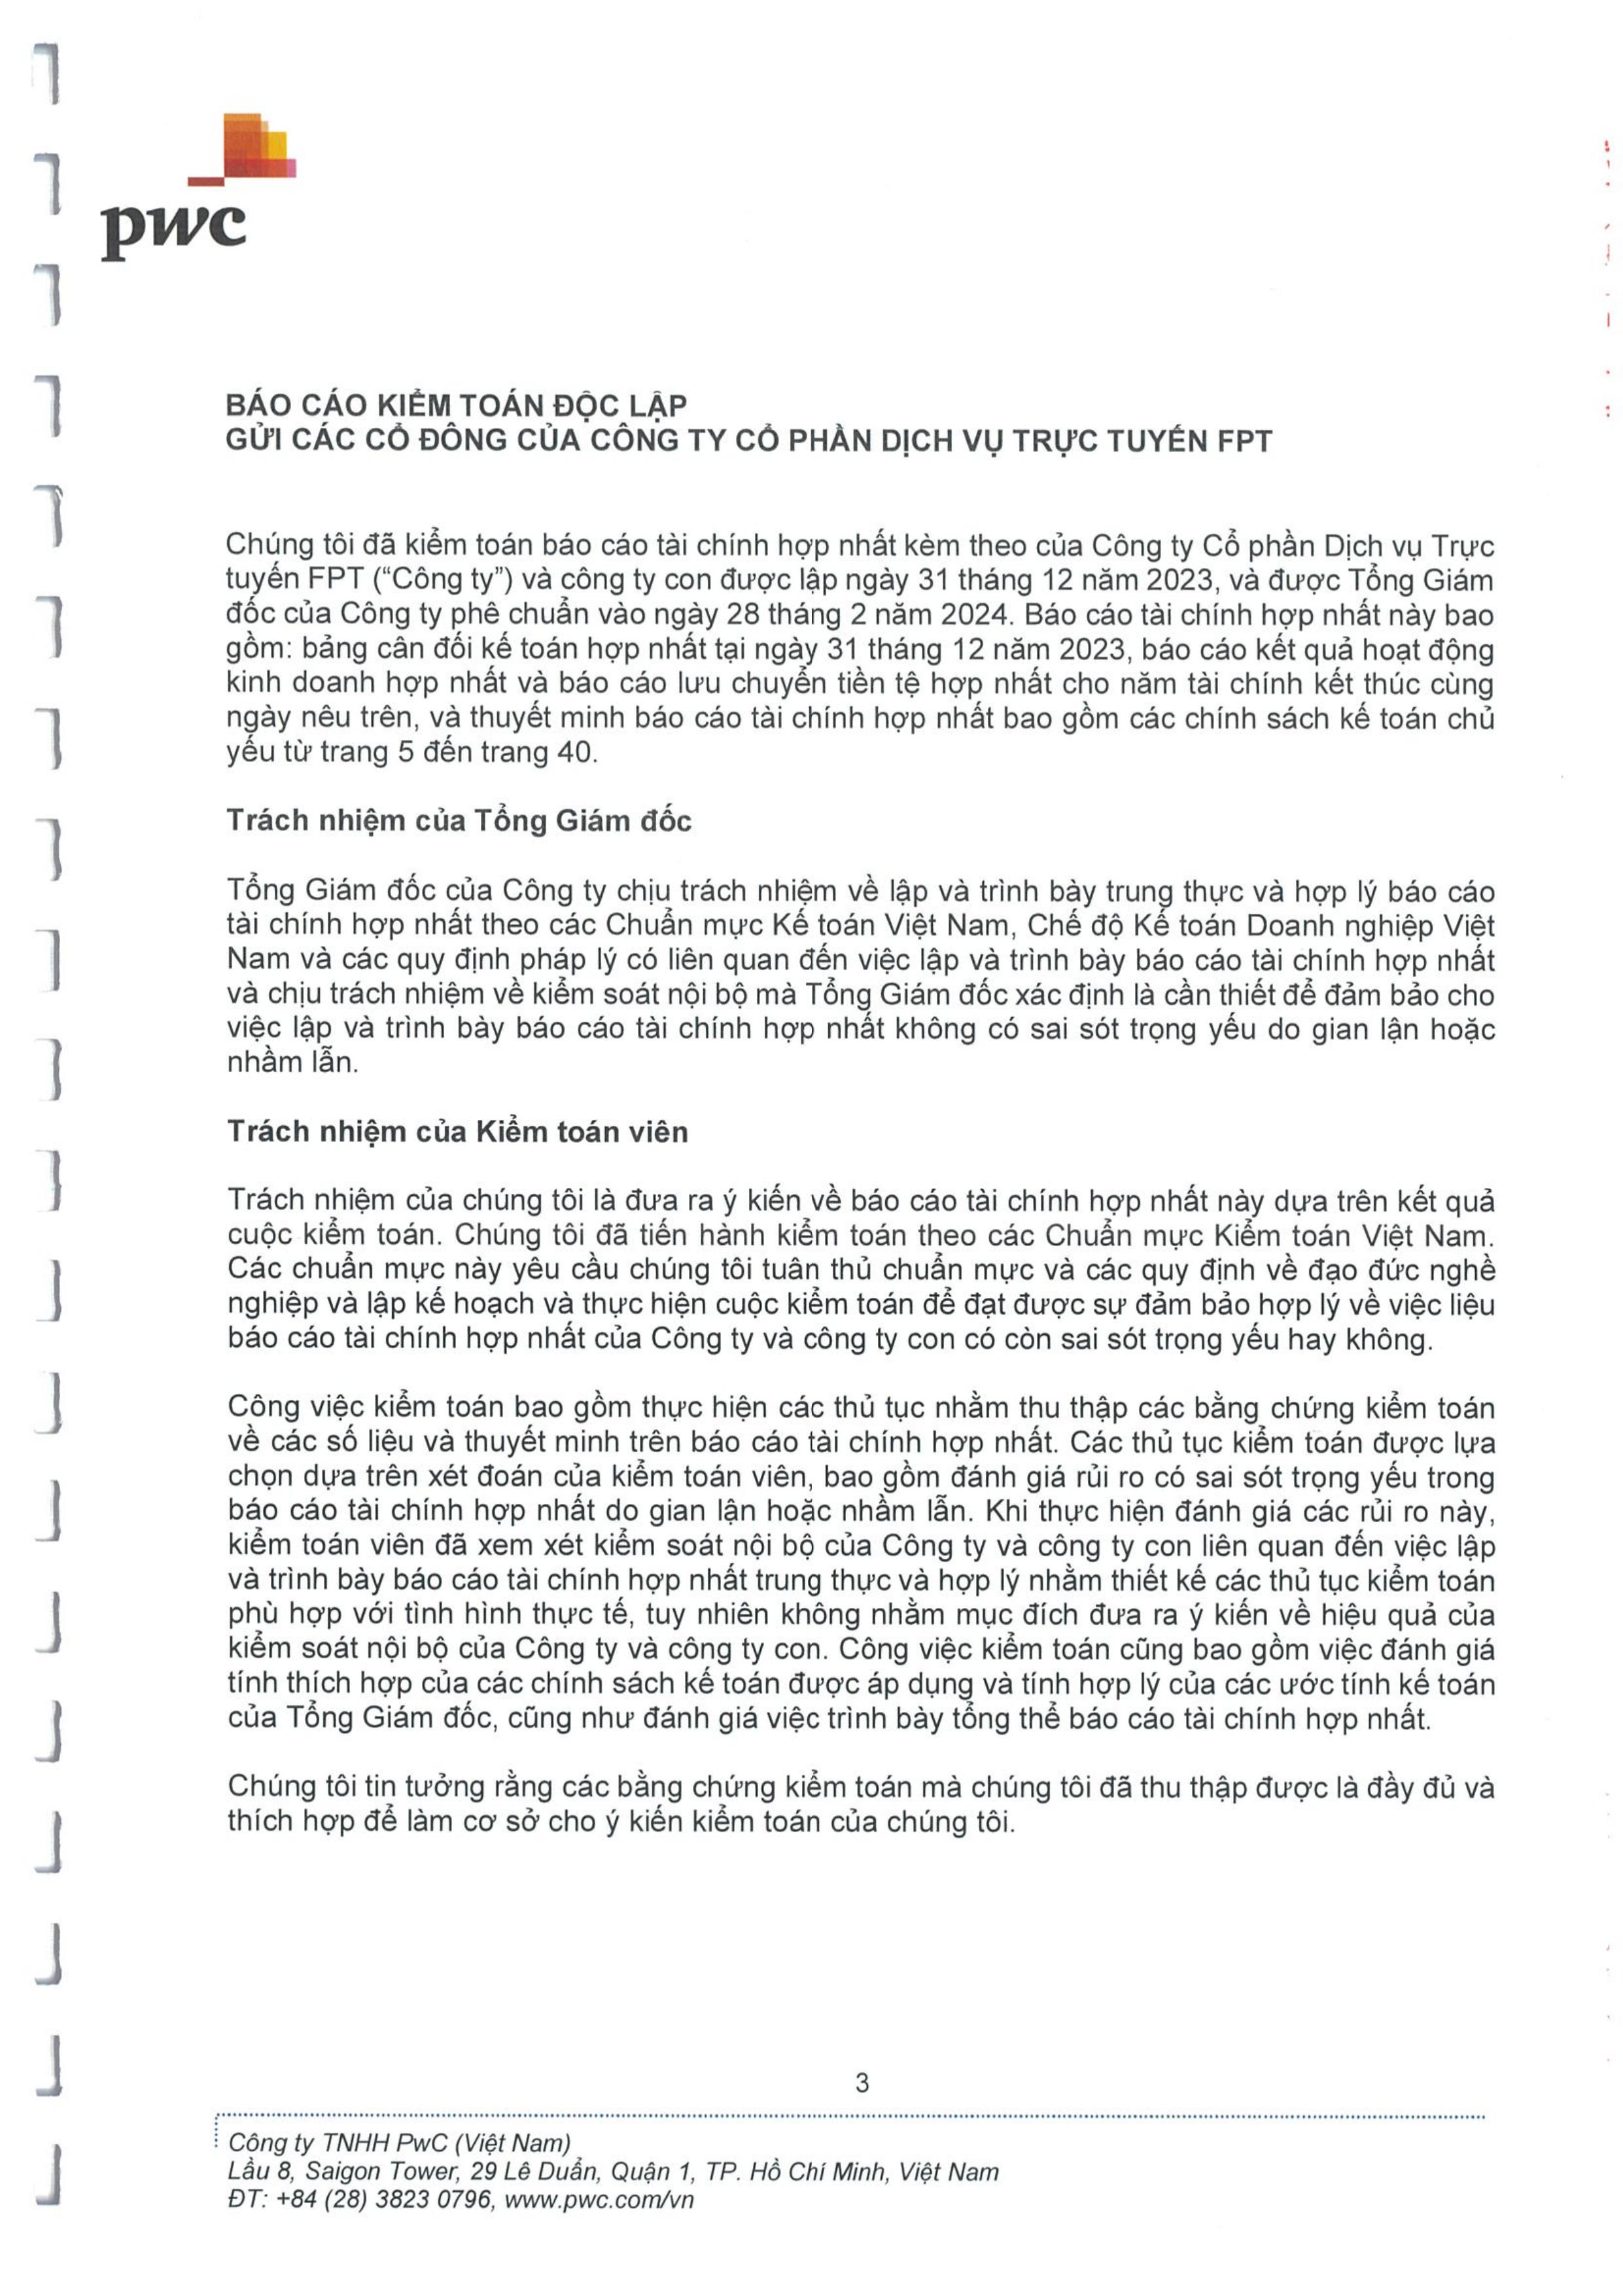 pwc
BÁO CÁO KIỂM TOÁN ĐỘC LẬP
GỬI CÁC CỔ ĐÔNG CỦA CÔNG TY CỔ PHẦN DỊCH VỤ TRỰC TUYẾN FPT
Chúng tôi đã kiểm toán báo cáo tài chính hợp nhất kèm theo của Công ty Cổ phần Dịch vụ Trực
tuyến FPT (“Công ty”) và công ty con được lập ngày 31 tháng 12 năm 2023, và được Tổng Giám
đốc của Công ty phê chuẩn vào ngày 28 tháng 2 năm 2024. Báo cáo tài chính hợp nhất này bao
gồm: bảng cân đối kế toán hợp nhất tại ngày 31 tháng 12 năm 2023, báo cáo kết quả hoạt động
kinh doanh hợp nhất và báo cáo lưu chuyển tiền tệ hợp nhất cho năm tài chính kết thúc cùng
ngày nêu trên, và thuyết minh báo cáo tài chính hợp nhất bao gồm các chính sách kế toán chủ
yếu từ trang 5 đến trang 40.
Trách nhiệm của Tổng Giám đốc
Tổng Giám đốc của Công ty chịu trách nhiệm về lập và trình bày trung thực và hợp lý báo cáo
tài chính hợp nhất theo các Chuẩn mực Kế toán Việt Nam, Chế độ Kế toán Doanh nghiệp Việt
Nam và các quy định pháp lý có liên quan đến việc lập và trình bày báo cáo tài chính hợp nhất
và chịu trách nhiệm về kiểm soát nội bộ mà Tổng Giám đốc xác định là cần thiết để đảm bảo cho
việc lập và trình bày báo cáo tài chính hợp nhất không có sai sót trọng yếu do gian lận hoặc
nhầm lẫn.
Trách nhiệm của Kiểm toán viên
Trách nhiệm của chúng tôi là đưa ra ý kiến về báo cáo tài chính hợp nhất này dựa trên kết quả
cuộc kiểm toán. Chúng tôi đã tiến hành kiểm toán theo các Chuẩn mực Kiểm toán Việt Nam.
Các chuẩn mực này yêu cầu chúng tôi tuân thủ chuẩn mực và các quy định về đạo đức nghề
nghiệp và lập kế hoạch và thực hiện cuộc kiểm toán để đạt được sự đảm bảo hợp lý về việc liệu
báo cáo tài chính hợp nhất của Công ty và công ty con có còn sai sót trọng yếu hay không.
Công việc kiểm toán bao gồm thực hiện các thủ tục nhằm thu thập các bằng chứng kiểm toán
về các số liệu và thuyết minh trên báo cáo tài chính hợp nhất. Các thủ tục kiểm toán được lựa
chọn dựa trên xét đoán của kiểm toán viên, bao gồm đánh giá rủi ro có sai sót trọng yếu trong
báo cáo tài chính hợp nhất do gian lận hoặc nhầm lẫn. Khi thực hiện đánh giá các rủi ro này,
kiểm toán viên đã xem xét kiểm soát nội bộ của Công ty và công ty con liên quan đến việc lập
và trình bày báo cáo tài chính hợp nhất trung thực và hợp lý nhằm thiết kế các thủ tục kiểm toán
phù hợp với tình hình thực tế, tuy nhiên không nhằm mục đích đưa ra ý kiến về hiệu quả của
kiểm soát nội bộ của Công ty và công ty con. Công việc kiểm toán cũng bao gồm việc đánh giá
tính thích hợp của các chính sách kế toán được áp dụng và tính hợp lý của các ước tính kế toán
của Tổng Giám đốc, cũng như đánh giá việc trình bày tổng thể báo cáo tài chính hợp nhất.
Chúng tôi tin tưởng rằng các bằng chứng kiểm toán mà chúng tôi đã thu thập được là đầy đủ và
thích hợp để làm cơ sở cho ý kiến kiểm toán của chúng tôi.
3
Công ty TNHH PwC (Việt Nam)
Lầu 8, Saigon Tower, 29 Lê Duẩn, Quận 1, TP. Hồ Chí Minh, Việt Nam
ĐT: +84 (28) 3823 0796, www.pwc.com/vn